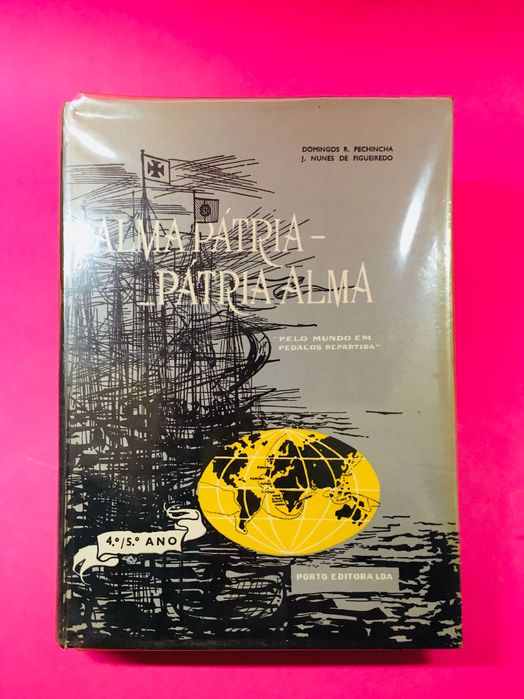 DOMINGOS R. PECHINCHA
J. NUNES DE FIGUEIREDO
ALMA PÁTRIA –
– PÁTRIA ALMA
"PELO MUNDO EM
PEDAÇOS REPARTIDA"
4.º/5.º ANO
PORTO EDITORA LDA